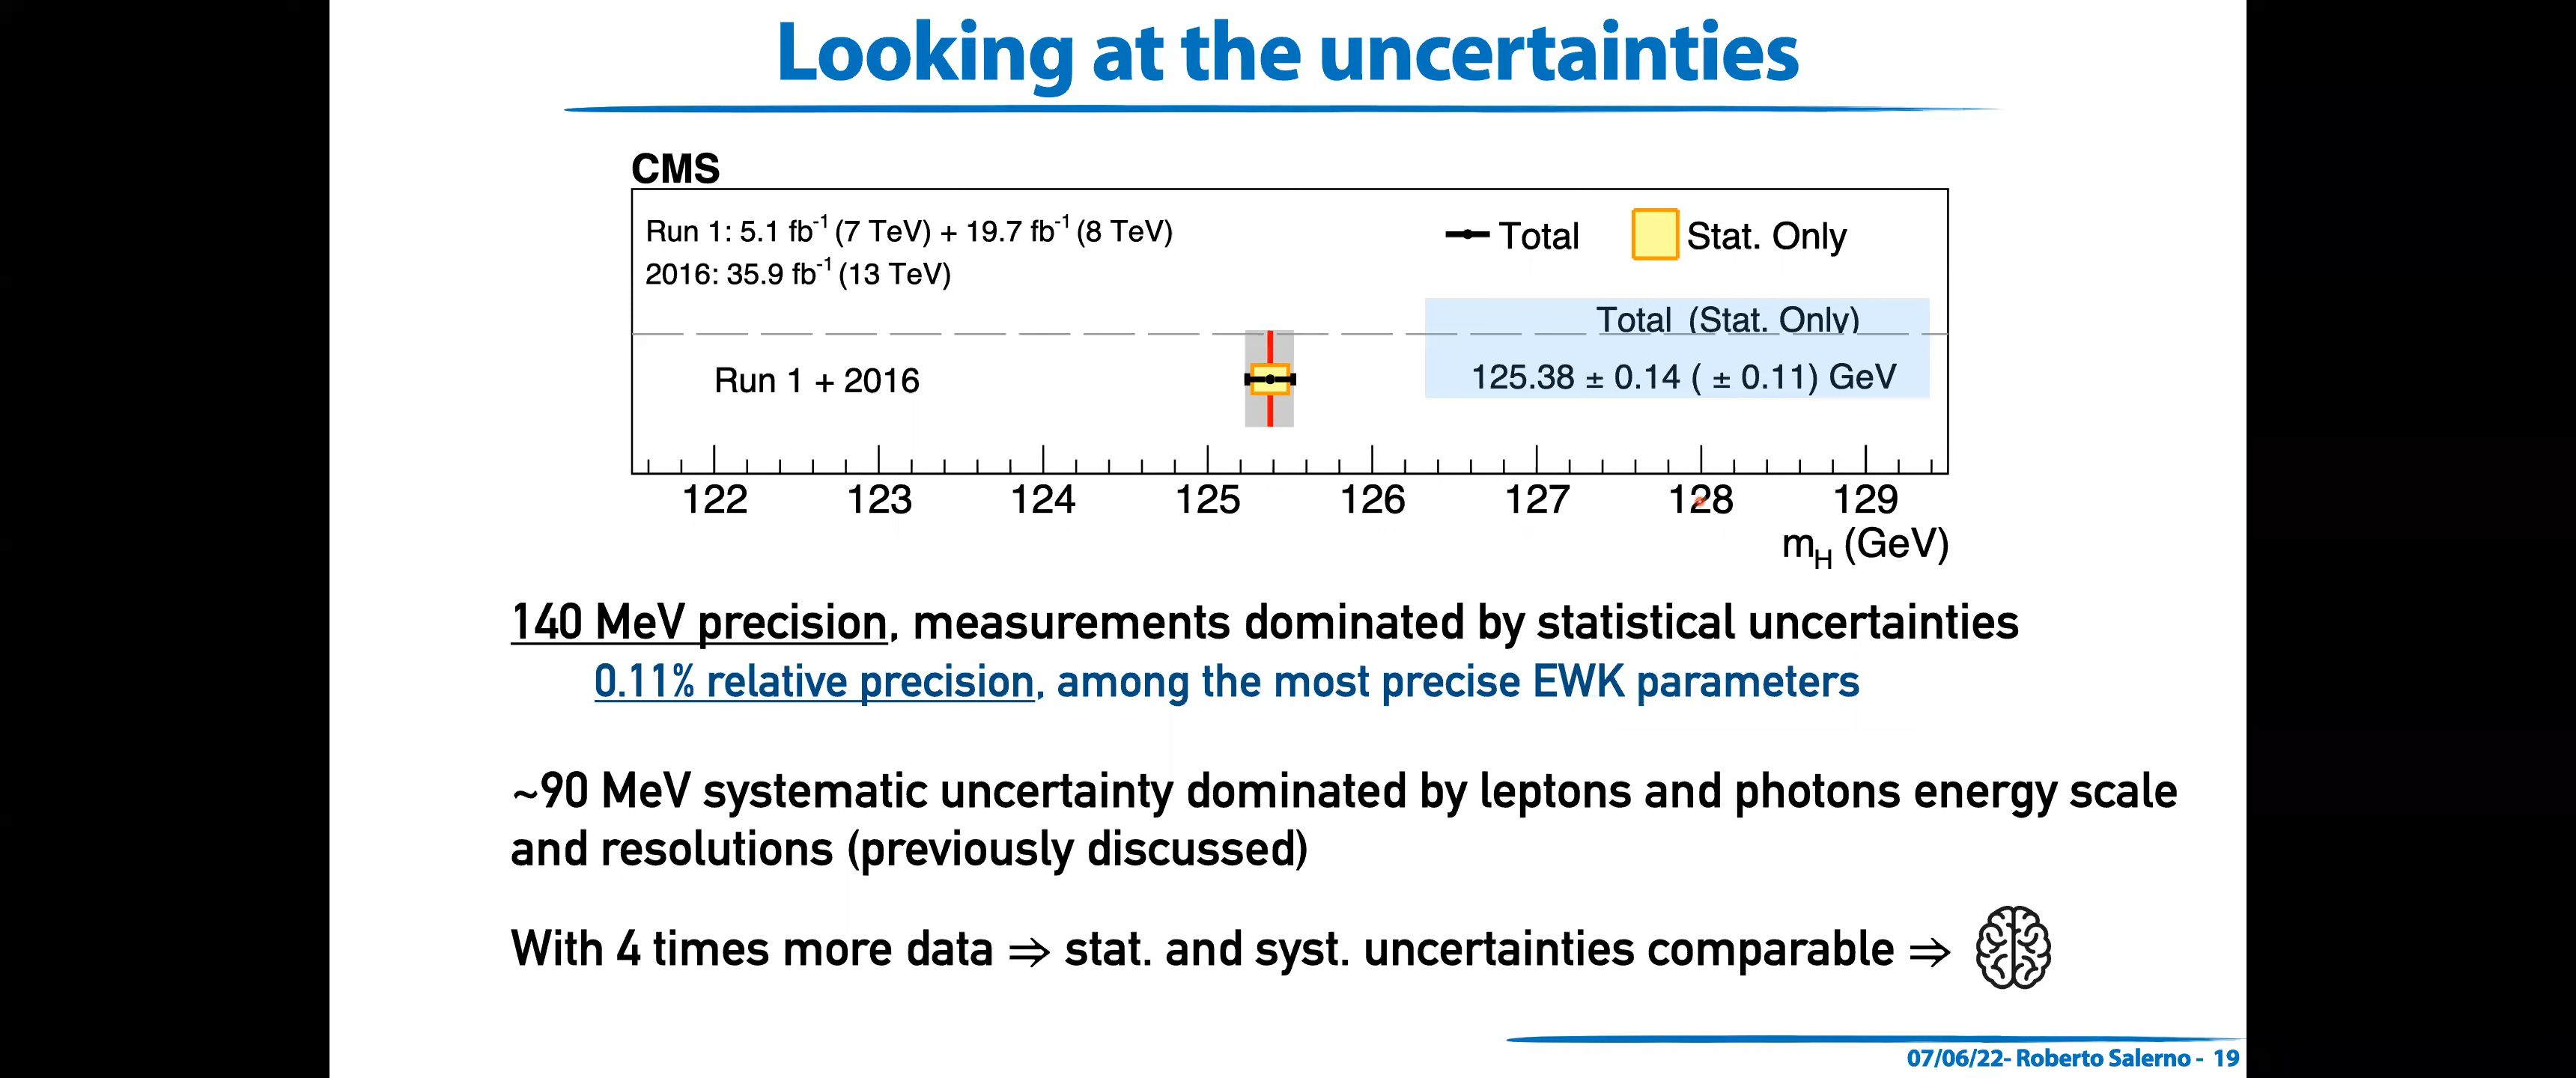 Looking at the uncertainties
CMS
Run 1: 5.1 fb⁻¹ (7 TeV) + 19.7 fb⁻¹ (8 TeV)
2016: 35.9 fb⁻¹ (13 TeV)
Total
Stat. Only
Total (Stat. Only)
Run 1 + 2016
125.38 ± 0.14 ( ± 0.11) GeV
122 123 124 125 126 127 128 129
m_H (GeV)
140 MeV precision, measurements dominated by statistical uncertainties
0.11% relative precision, among the most precise EWK parameters
~90 MeV systematic uncertainty dominated by leptons and photons energy scale
and resolutions (previously discussed)
With 4 times more data ⇒ stat. and syst. uncertainties comparable ⇒
07/06/22- Roberto Salerno - 19